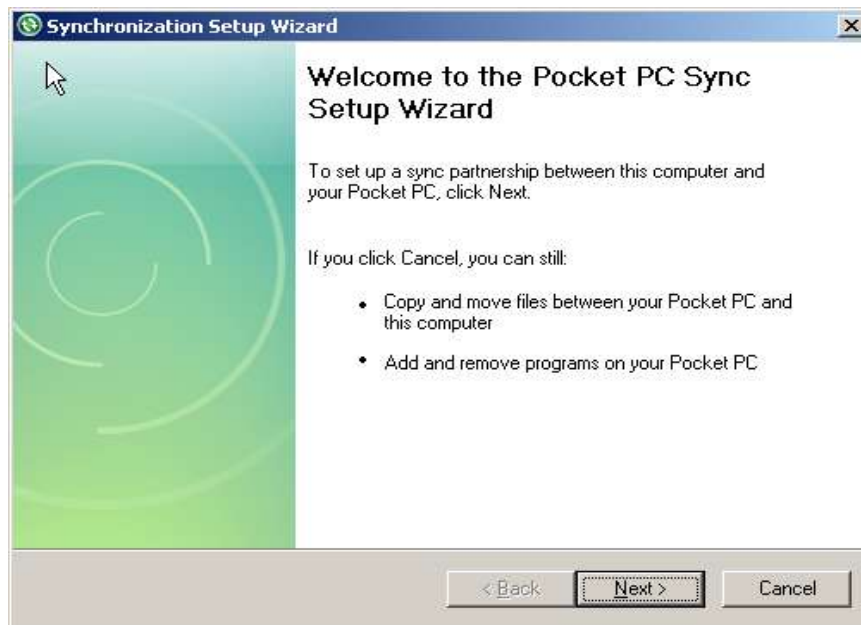 Synchronization Setup Wizard
Welcome to the Pocket PC Sync
Setup Wizard
To set up a sync partnership between this computer and
your Pocket PC, click Next.
If you click Cancel, you can still:
• Copy and move files between your Pocket PC and
this computer
• Add and remove programs on your Pocket PC
< Back Next > Cancel